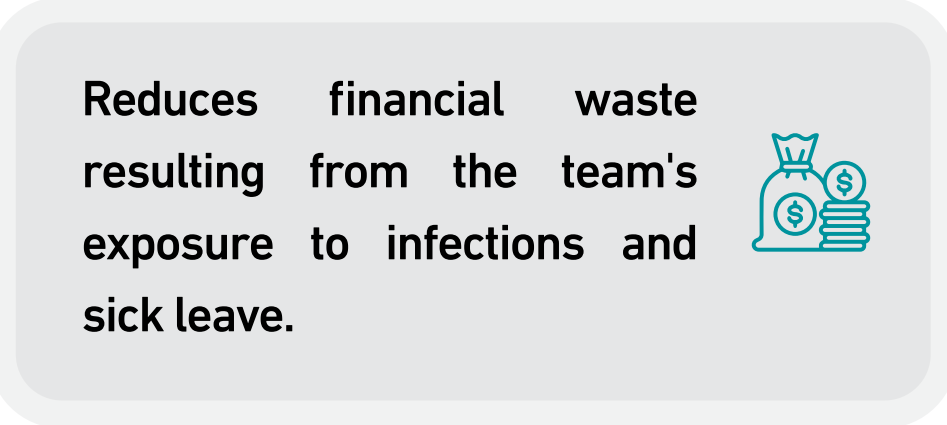 Reduces financial waste
resulting from the team's
exposure to infections and
sick leave.
$
$